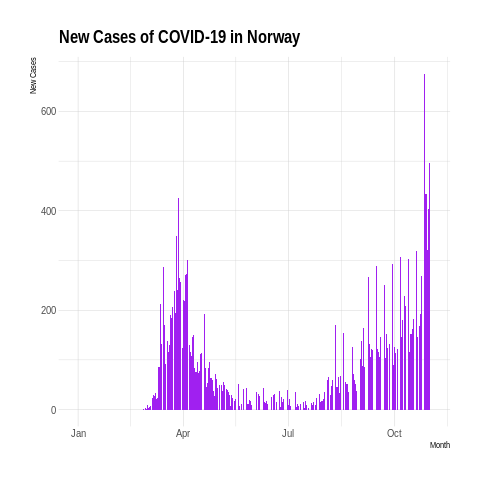 New Cases of COVID-19 in Norway
New Cases
600
400
200
0
Jan Apr Jul Oct
Month